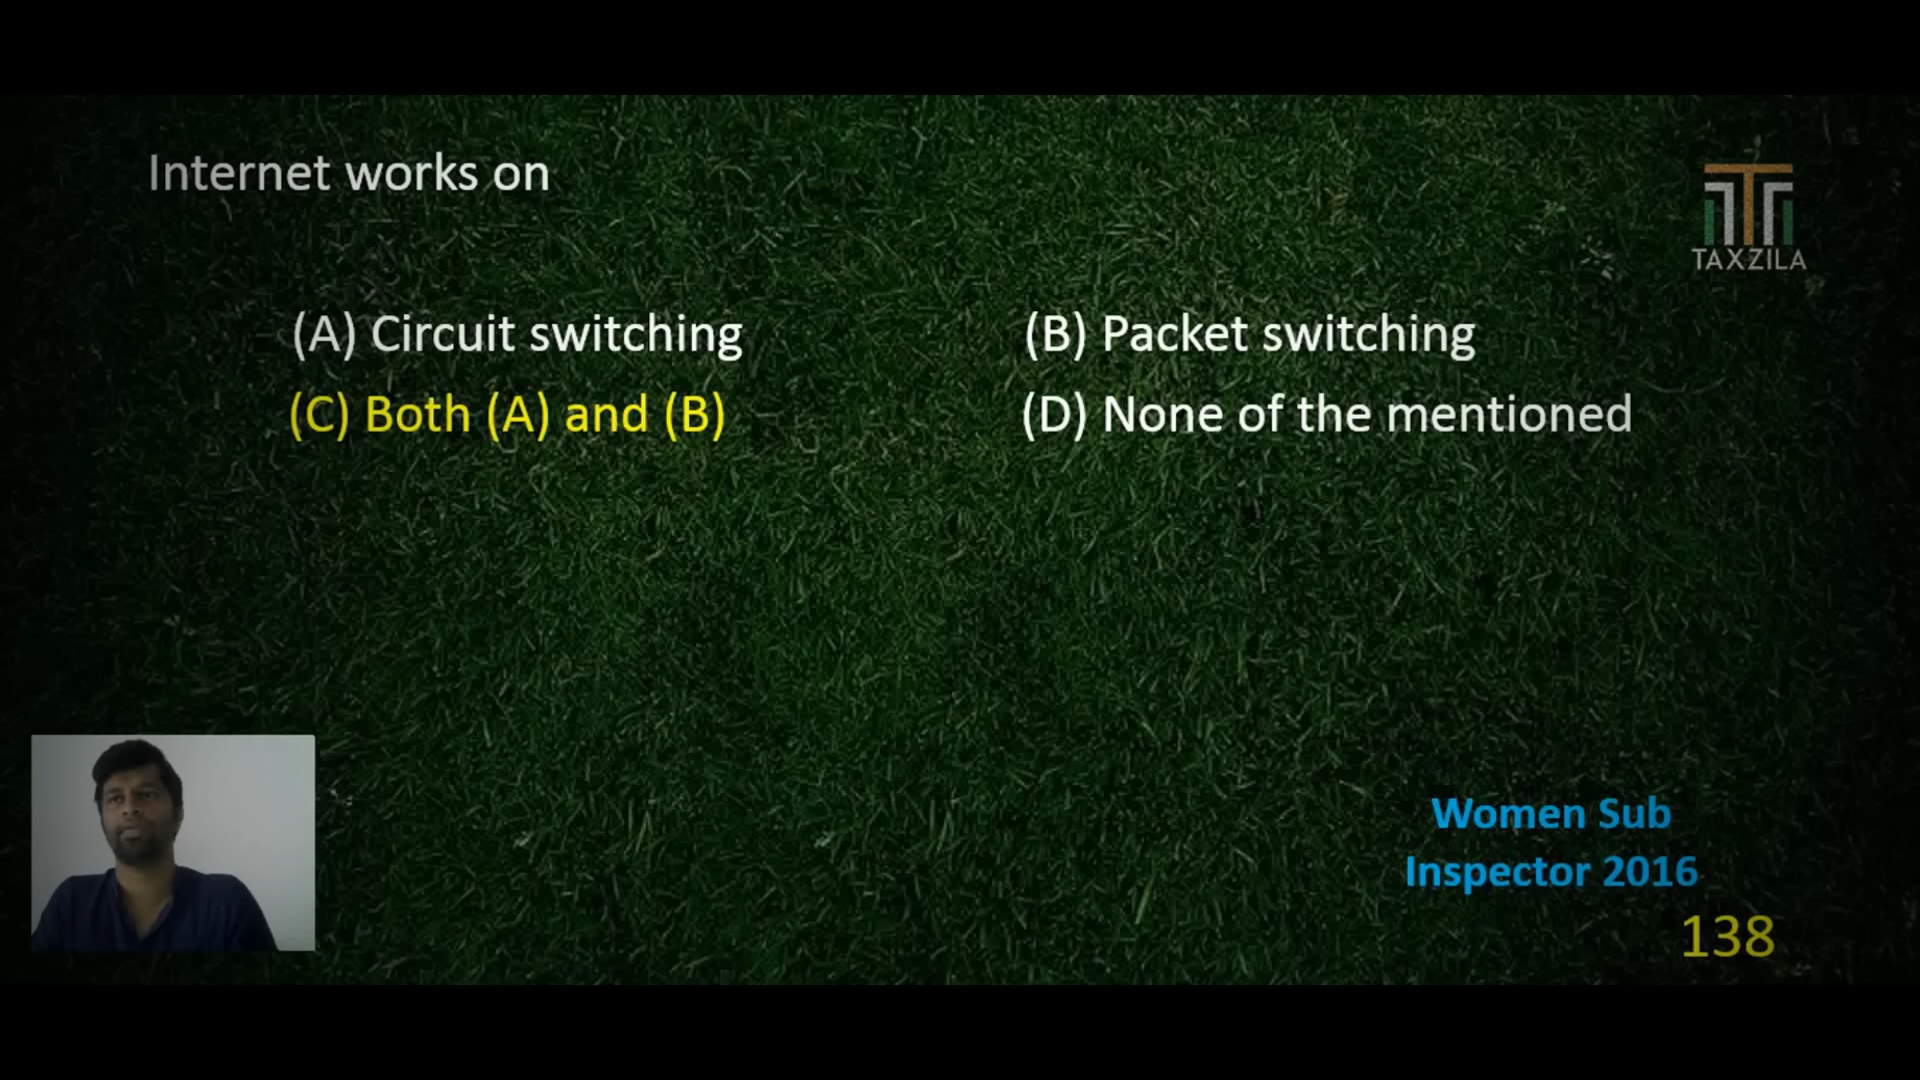 Internet works on
TAXZILA
(A) Circuit switching
(B) Packet switching
(C) Both (A) and (B)
(D) None of the mentioned
Women Sub
Inspector 2016
138